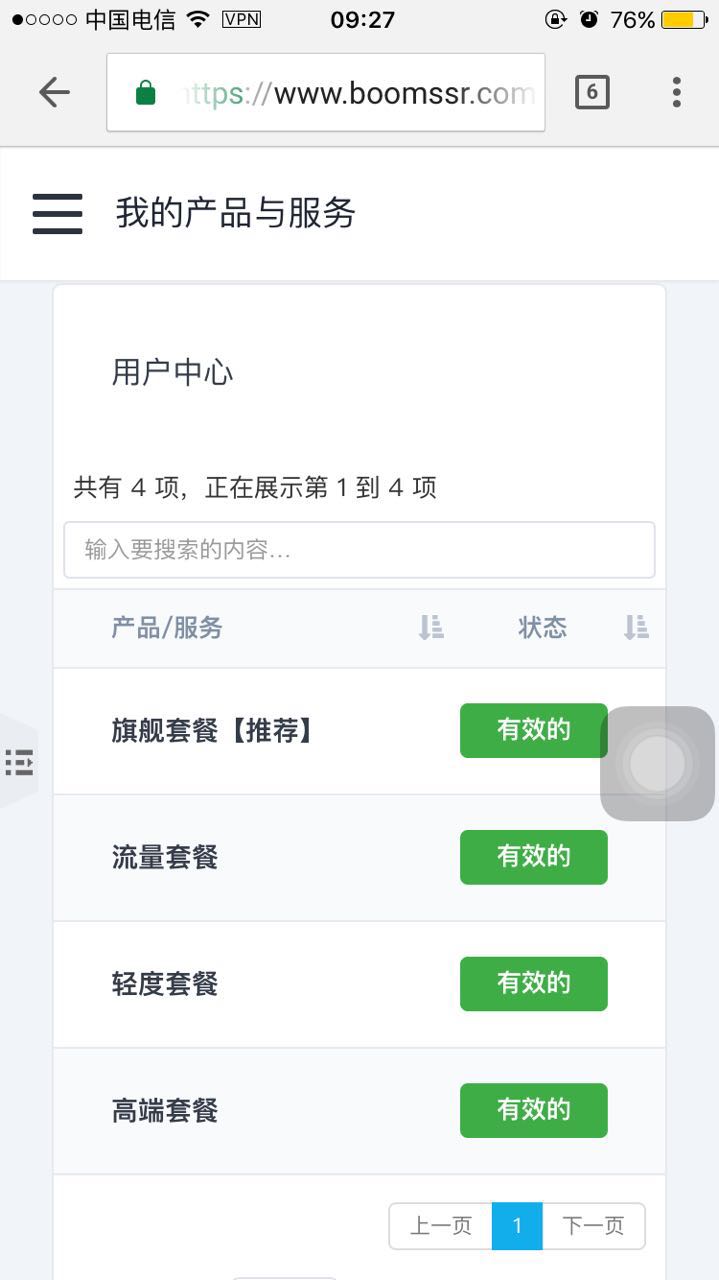 中国电信 VPN 09:27 76%
https://www.boomssr.com 6
我的产品与服务
用户中心
共有 4 项，正在展示第 1 到 4 项
输入要搜索的内容...
产品/服务 状态
旗舰套餐【推荐】 有效的
流量套餐 有效的
轻度套餐 有效的
高端套餐 有效的
上一页 1 下一页